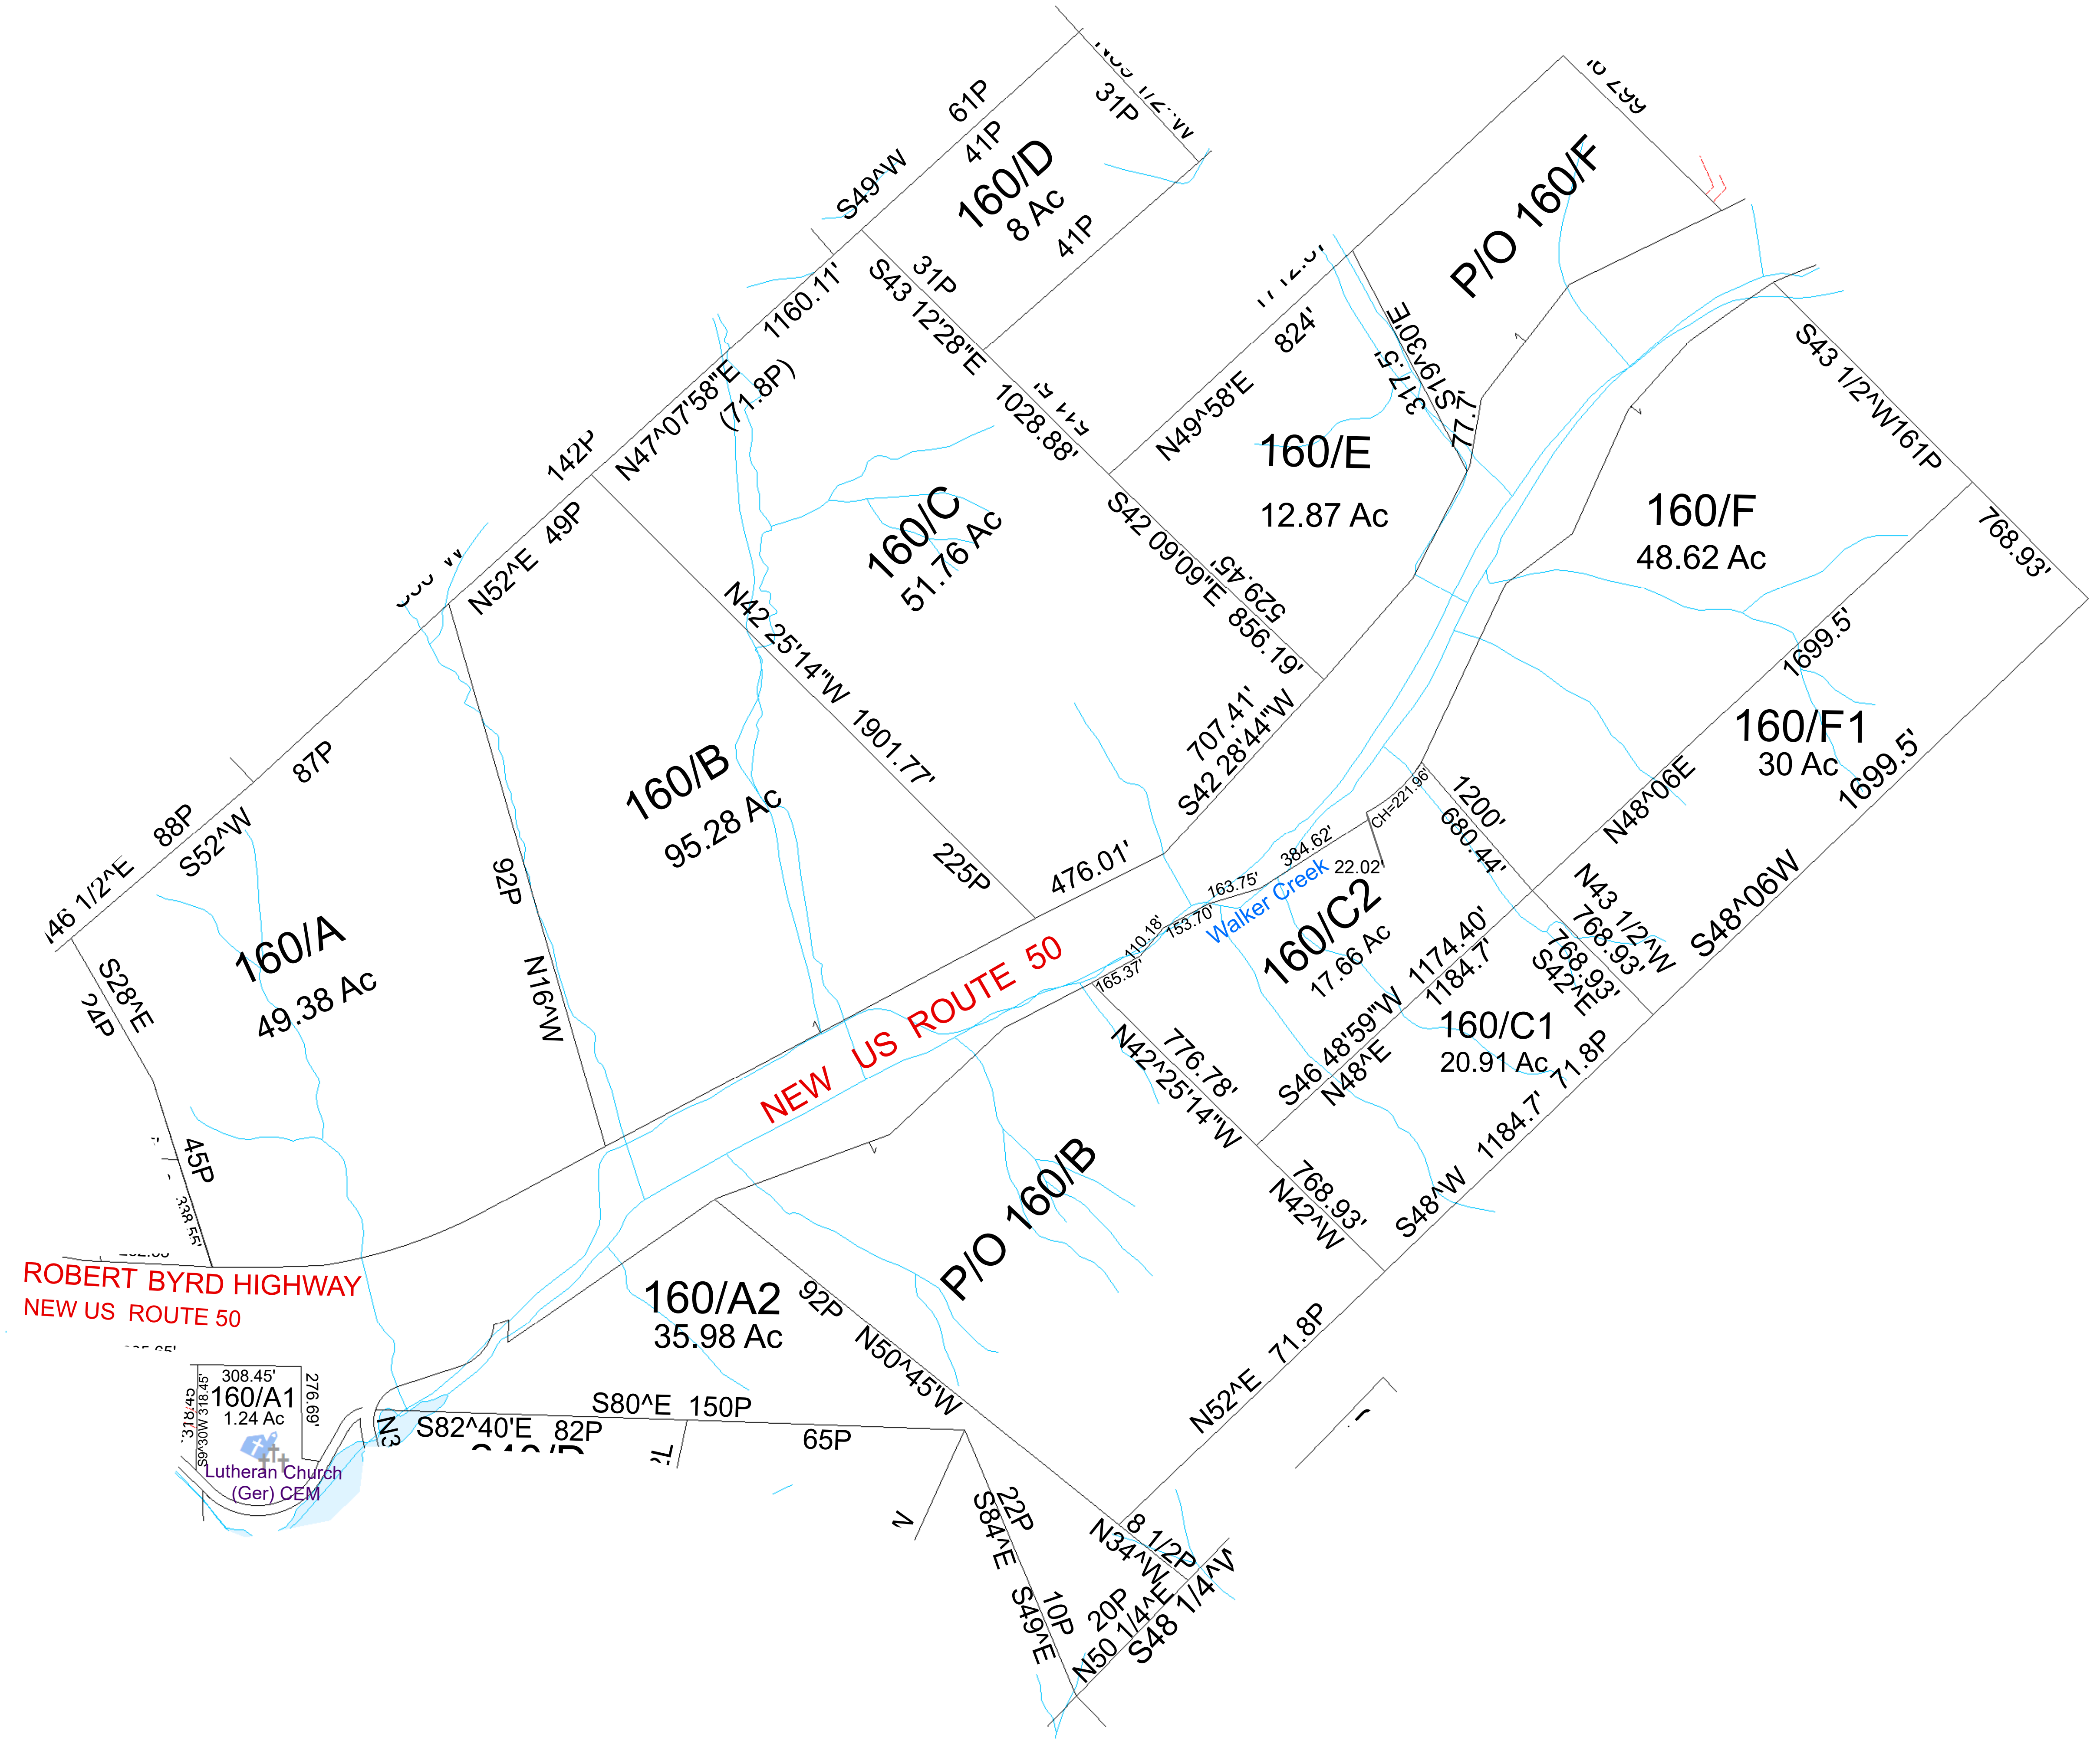 61P
S49^W
41P
31P
160/D
8 Ac
41P
31P
S43 12'28"E
1028.88'
1160.11'
N47^07'58"E
(71.8P)
142P
N52^E 49P
P/O 160/F
824'
N49^58'E
S19^30'E
317.5'
77.7'
160/E
12.87 Ac
511.5'
S42 09'09"E 856.19'
529.45'
160/C
51.76 Ac
N42 25'14"W 1901.77'
225P
S43 1/2^W
161P
768.93'
160/F
48.62 Ac
1699.5'
160/F1
30 Ac
N48^06E
1699.5'
S48^06W
87P
88P
S52^W
160/A
49.38 Ac
S28^E
24P
45P
338.55'
160/B
95.28 Ac
92P
N16^W
707.41'
S42 28'44"W
476.01'
1200'
680.44'
CH=221.96'
384.62'
22.02'
163.75'
153.70'
110.18'
165.37'
Walker Creek
160/C2
17.66 Ac
N43 1/2^W
768.93'
768.93'
S42^E
S46 48'59"W 1174.40'
N48^E
1184.7'
160/C1
20.91 Ac
S48^W 1184.7' 71.8P
776.78'
N42^25'14"W
768.93'
N42^W
NEW US ROUTE 50
P/O 160/B
N52^E 71.8P
ROBERT BYRD HIGHWAY
NEW US ROUTE 50
308.45'
160/A1
1.24 Ac
276.69'
S9^30W 318.45'
318.45
Lutheran Church
(Ger) CEM
160/A2
35.98 Ac
92P
N50^45'W
S80^E 150P
S82^40'E 82P
65P
22P
S84^E
S49^E
10P
8 1/2P
N34^W
20P
N50 1/4^E
S48 1/4^W